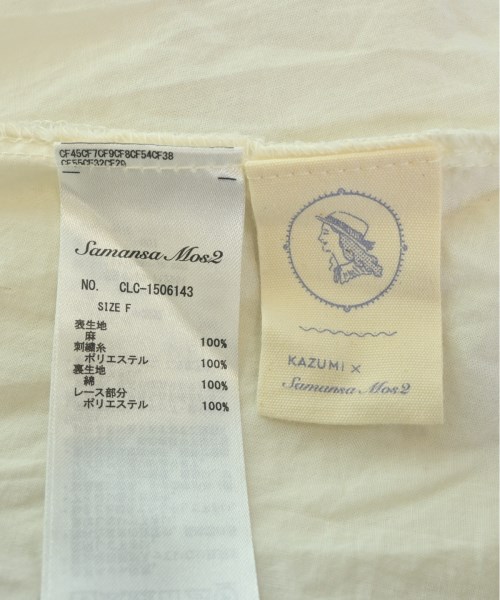 CF45CF7CF9CF8CF54CF38
CF55CF32CF29
Samansa Mos2
NO. CLC-1506143
SIZE F
表生地
麻 100%
刺繍糸
ポリエステル 100%
裏生地
綿 100%
レース部分
ポリエステル 100%
KAZUMI ×
Samansa Mos2